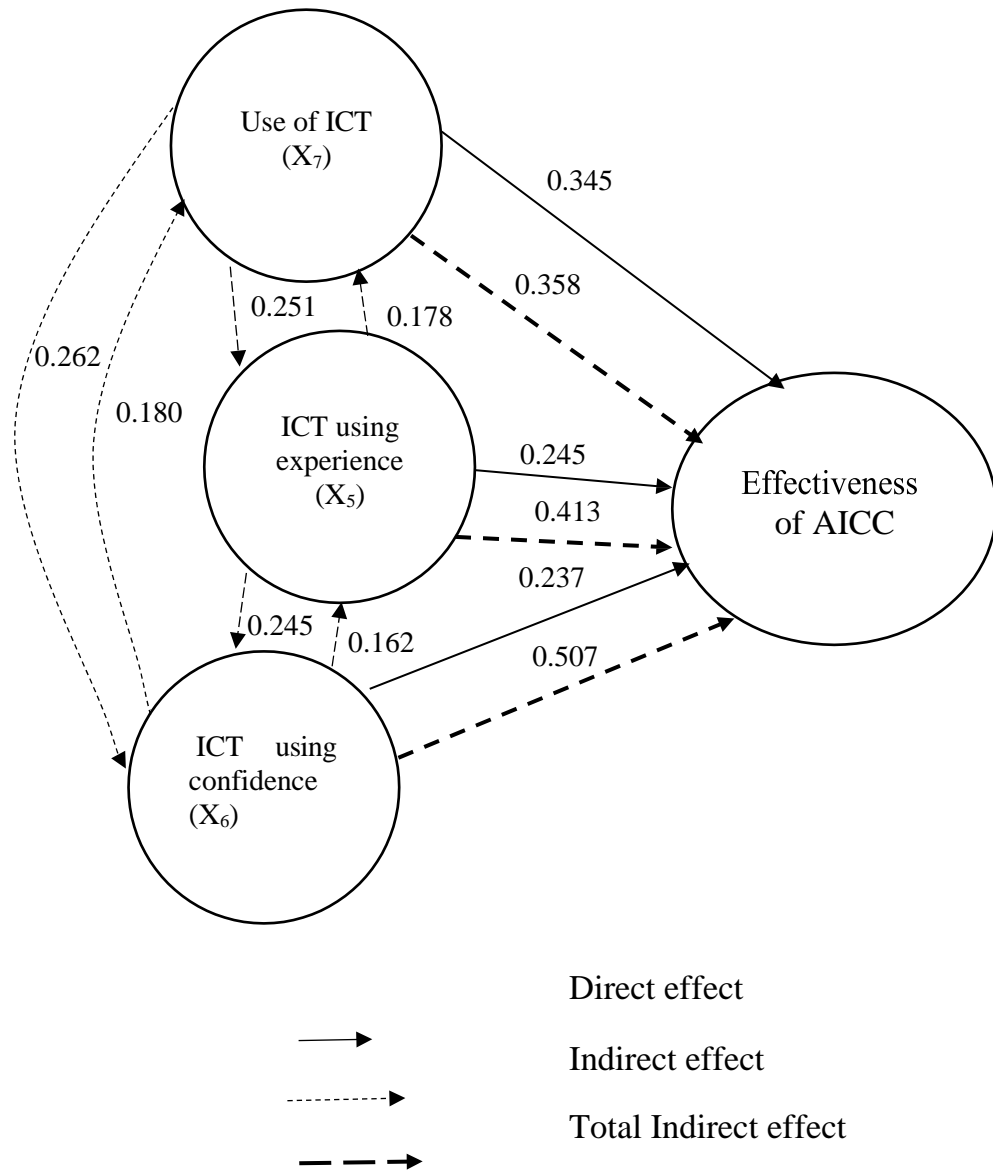 Use of ICT
(X₇)
0.345
0.358
0.251
0.178
0.262
0.180
ICT using
experience
(X₅)
0.245
0.413
Effectiveness
of AICC
0.237
0.245
0.162
0.507
ICT using
confidence
(X₆)
Direct effect
Indirect effect
Total Indirect effect